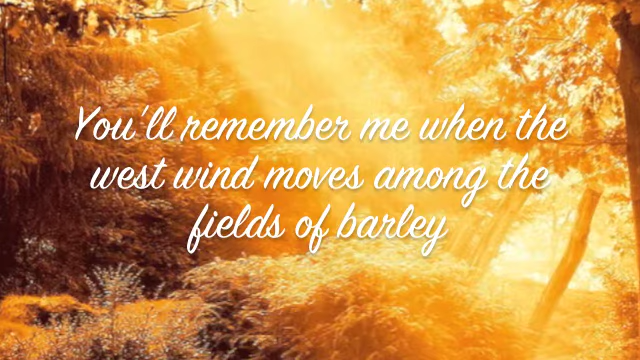 You'll remember me when the
west wind moves among the
fields of barley